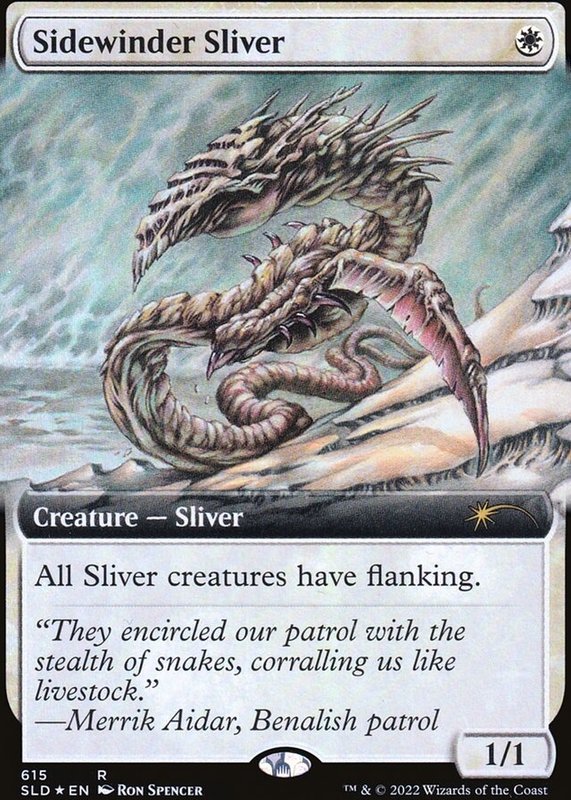 Sidewinder Sliver
Creature — Sliver
All Sliver creatures have flanking.
“They encircled our patrol with the
stealth of snakes, corralling us like
livestock.”
—Merrik Aidar, Benalish patrol
1/1
615 R
SLD ★ EN Ron Spencer
™ & © 2022 Wizards of the Coast